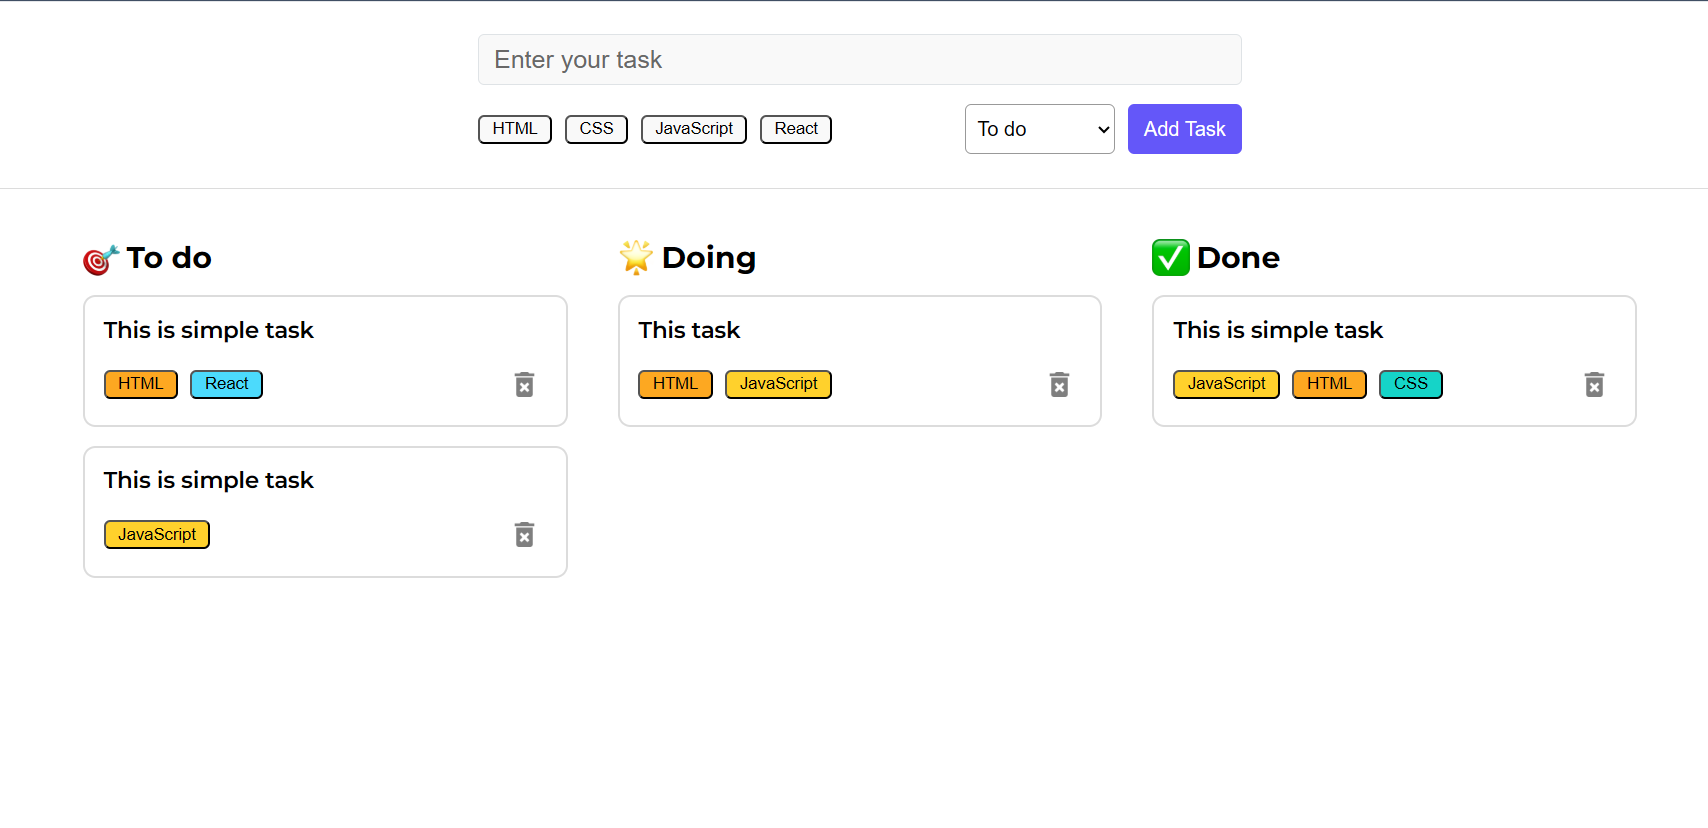 Enter your task
HTML CSS JavaScript React To do Add Task
To do
This is simple task
HTML React
This is simple task
JavaScript
Doing
This task
HTML JavaScript
Done
This is simple task
JavaScript HTML CSS